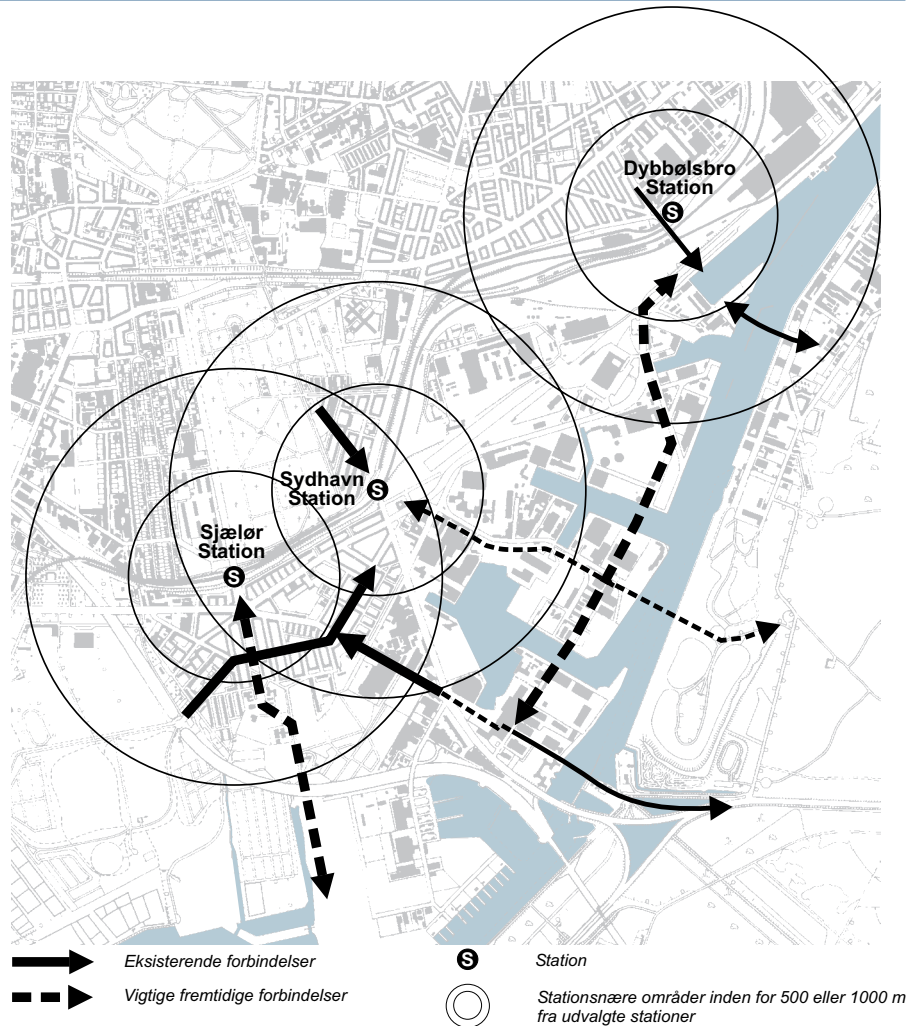 Dybbølsbro
Station
S
Sydhavn
Station
S
Sjælør
Station
S
Eksisterende forbindelser
S
Station
Vigtige fremtidige forbindelser
Stationsnære områder inden for 500 eller 1000 m
fra udvalgte stationer